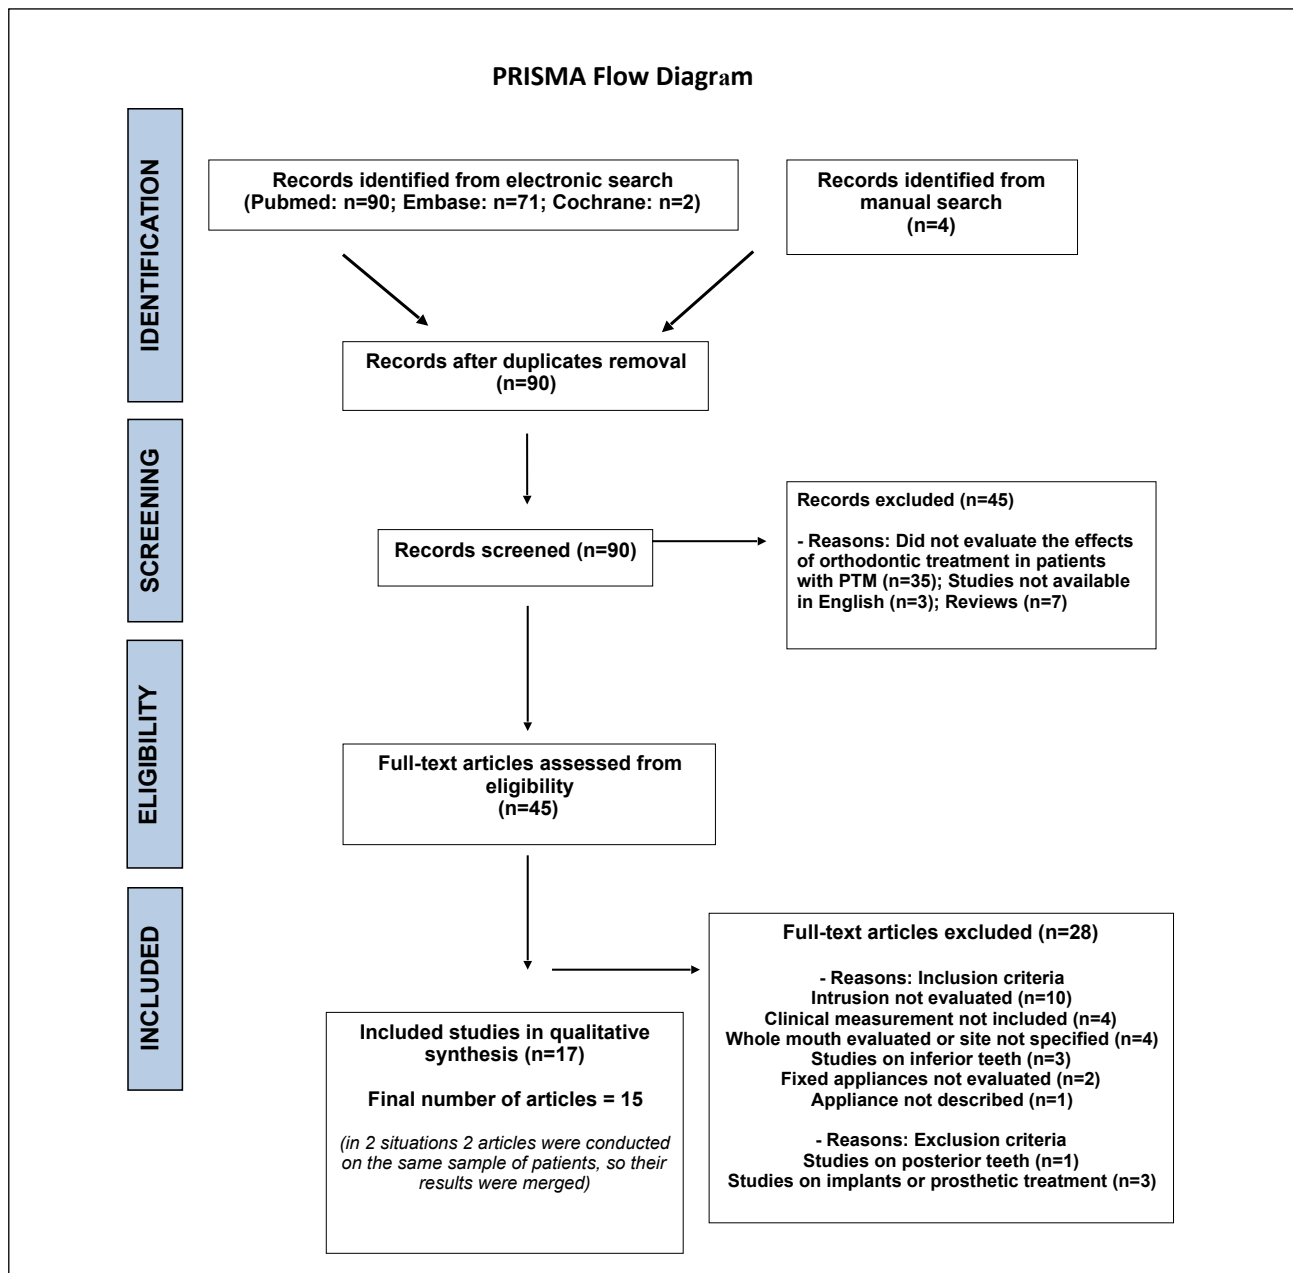 PRISMA Flow Diagram
IDENTIFICATION
Records identified from electronic search
(Pubmed: n=90; Embase: n=71; Cochrane: n=2)
Records identified from
manual search
(n=4)
Records after duplicates removal
(n=90)
SCREENING
Records screened (n=90)
Records excluded (n=45)
- Reasons: Did not evaluate the effects
of orthodontic treatment in patients
with PTM (n=35); Studies not available
in English (n=3); Reviews (n=7)
ELIGIBILITY
Full-text articles assessed from
eligibility
(n=45)
INCLUDED
Full-text articles excluded (n=28)
- Reasons: Inclusion criteria
Intrusion not evaluated (n=10)
Clinical measurement not included (n=4)
Whole mouth evaluated or site not specified (n=4)
Studies on inferior teeth (n=3)
Fixed appliances not evaluated (n=2)
Appliance not described (n=1)
- Reasons: Exclusion criteria
Studies on posterior teeth (n=1)
Studies on implants or prosthetic treatment (n=3)
Included studies in qualitative
synthesis (n=17)
Final number of articles = 15
(in 2 situations 2 articles were conducted
on the same sample of patients, so their
results were merged)